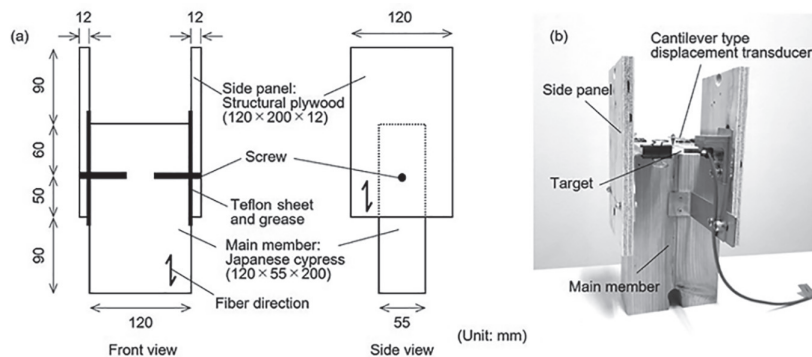 (a)
12
12
120
90
60
50
90
Side panel:
Structural plywood
(120×200×12)
Screw
Teflon sheet
and grease
Main member:
Japanese cypress
(120×55×200)
Fiber direction
120
55
(Unit: mm)
Front view
Side view
(b)
Cantilever type
displacement transducer
Side panel
Target
Main member